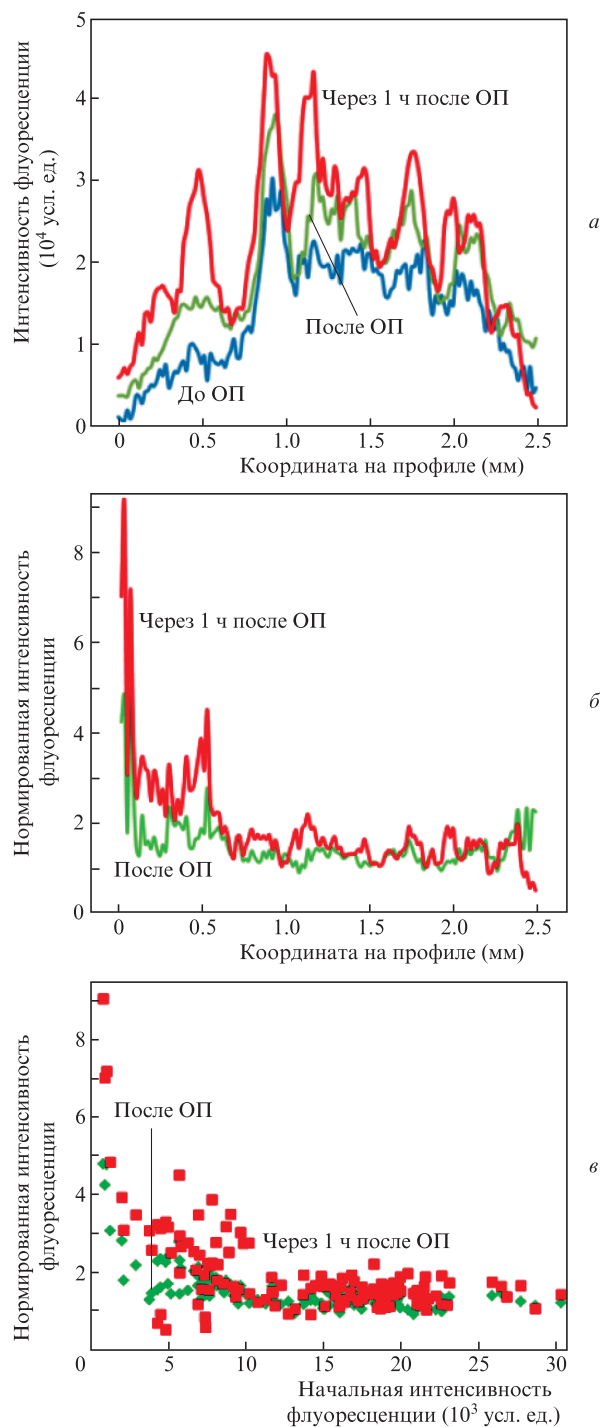 Интенсивность флуоресценции
(10⁴ усл. ед.)
5
4
3
2
1
0
Через 1 ч после ОП
После ОП
До ОП
0
0.5
1.0
1.5
2.0
2.5
Координата на профиле (мм)
а
Нормированная интенсивность
флуоресценции
8
6
4
2
0
Через 1 ч после ОП
После ОП
0
0.5
1.0
1.5
2.0
2.5
Координата на профиле (мм)
б
Нормированная интенсивность
флуоресценции
8
6
4
2
0
После ОП
Через 1 ч после ОП
5
10
15
20
25
30
Начальная интенсивность
флуоресценции (10³ усл. ед.)
в